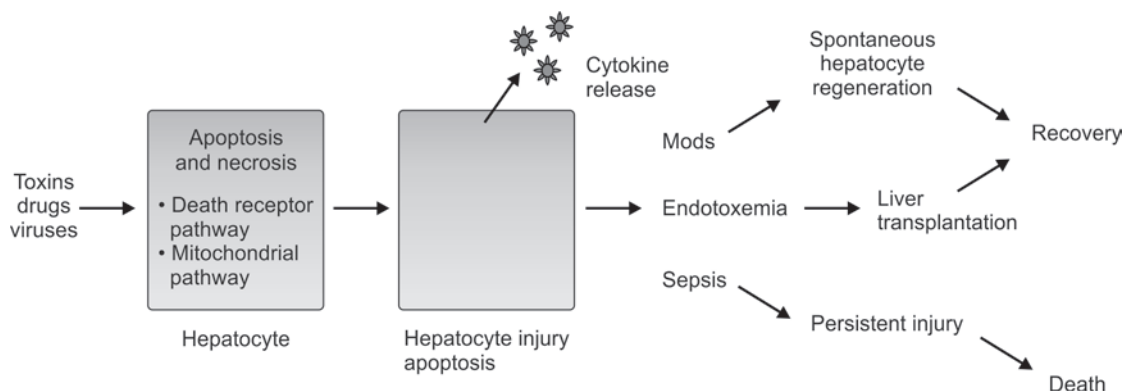 Toxins
drugs
viruses
Apoptosis
and necrosis
• Death receptor
pathway
• Mitochondrial
pathway
Hepatocyte
Cytokine
release
Hepatocyte injury
apoptosis
Mods
Endotoxemia
Sepsis
Spontaneous
hepatocyte
regeneration
Liver
transplantation
Persistent injury
Recovery
Death